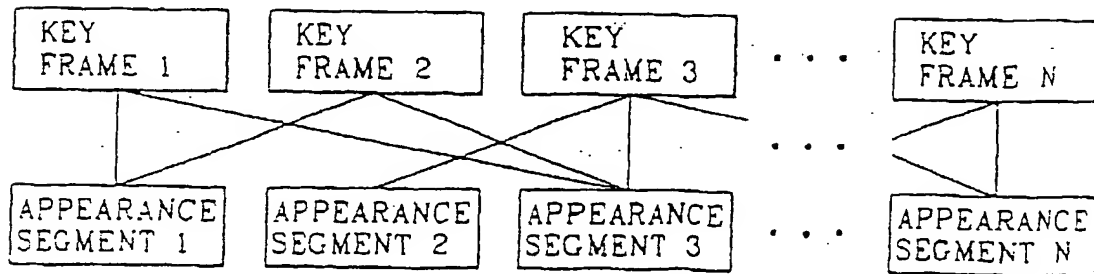 KEY
FRAME 1
KEY
FRAME 2
KEY
FRAME 3
. . .
KEY
FRAME N
. . .
APPEARANCE
SEGMENT 1
APPEARANCE
SEGMENT 2
APPEARANCE
SEGMENT 3
. . .
APPEARANCE
SEGMENT N